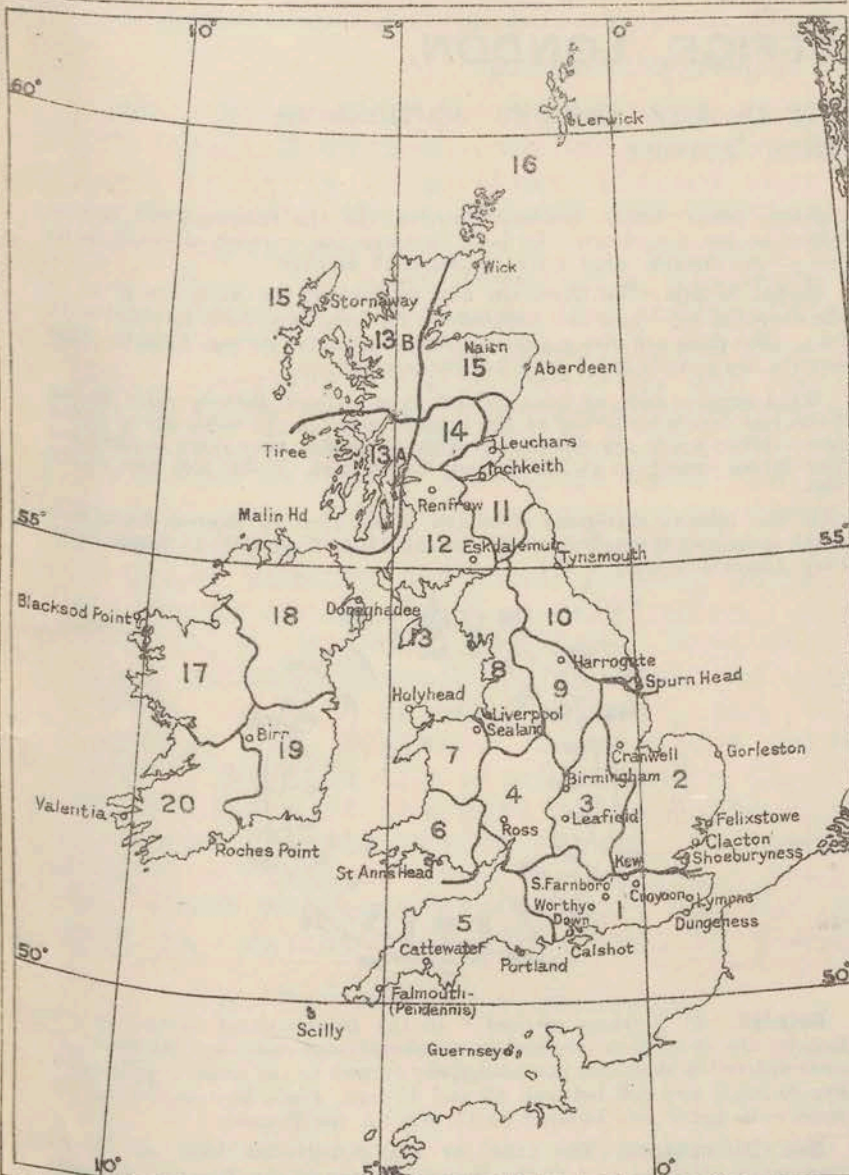 10°
5°
0°
60°
Lerwick
16
Wick
15
Stornoway
13 B
Nairn
15
Aberdeen
14
Leuchars
Tiree
13 A
Inchkeith
Renfrew
11
Malin Hd
12
Eskdalemuir
55°
55°
Tynemouth
Blacksod Point
18
Donaghadee
13
10
17
8
Harrogate
9
Spurn Head
Holyhead
Liverpool
Sealand
Birr
19
7
Cranwell
Gorleston
Birmingham
2
Valentia
20
4
3
Leafield
Felixstowe
6
Ross
Clacton
Roches Point
Shoeburyness
St Anns Head
Kew
S.Farnboro'
Croydon
Lympne
Worthy
Down
1
Dungeness
5
Calshot
Cattewater
Portland
50°
50°
Falmouth-
(Pendennis)
Scilly
Guernsey
10°
5°
0°